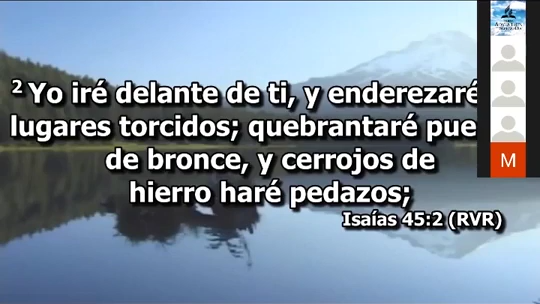 2 Yo iré delante de ti, y enderezaré
lugares torcidos; quebrantaré
de bronce, y cerrojos de
hierro haré pedazos;
Isaías 45:2 (RVR)
M